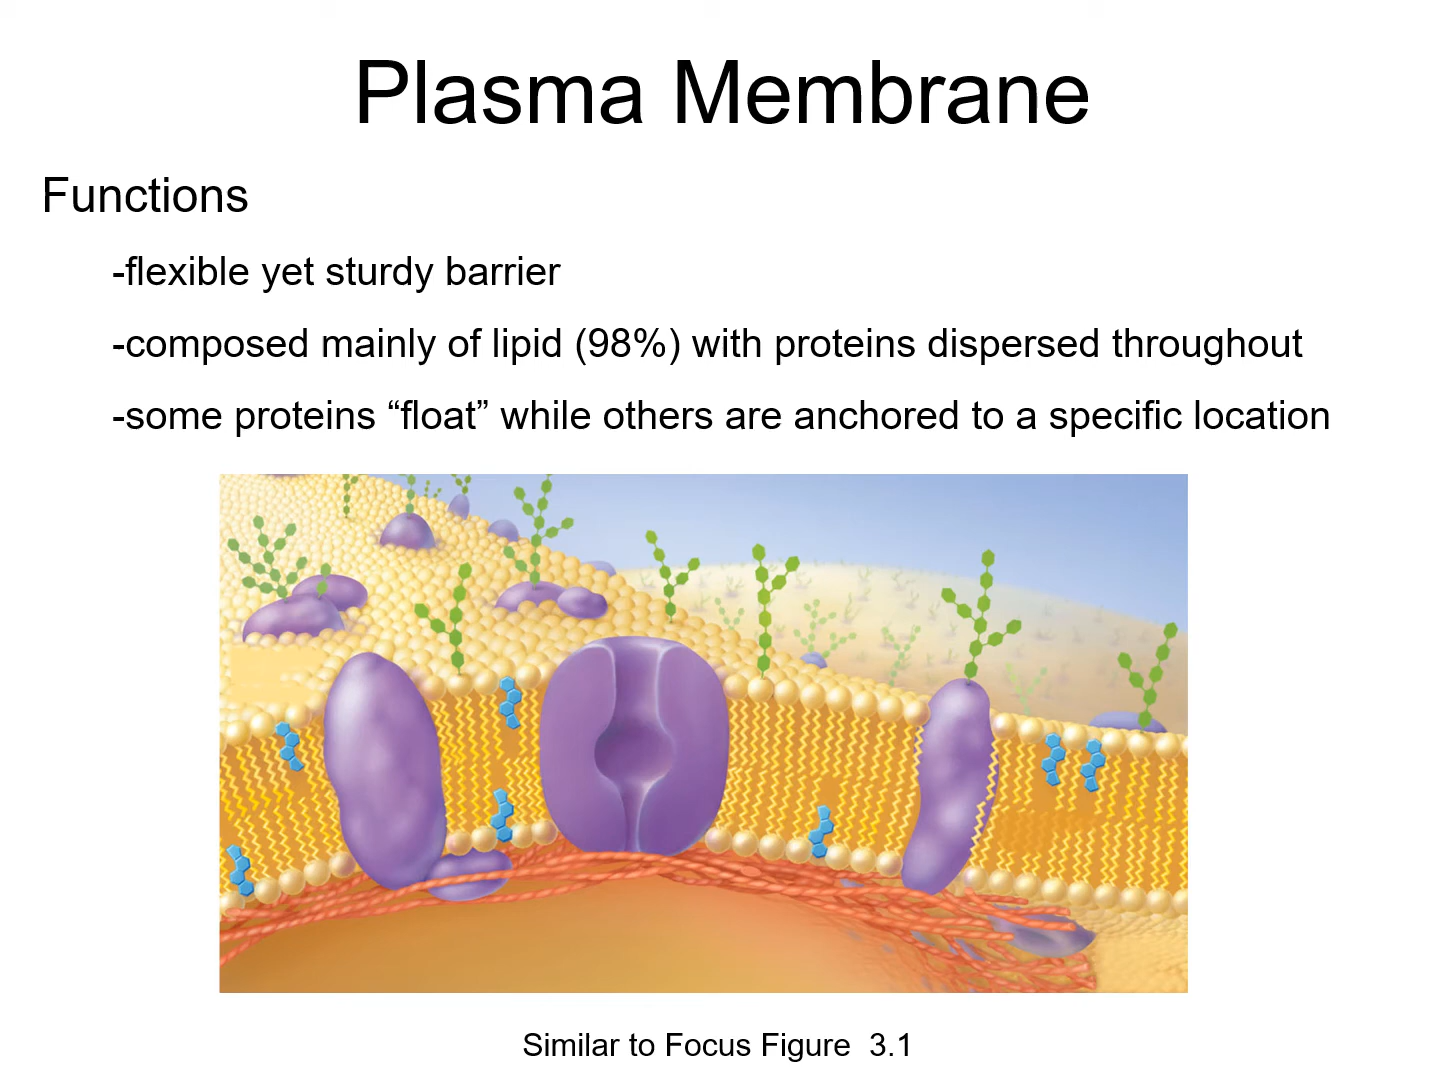 Plasma Membrane
Functions
-flexible yet sturdy barrier
-composed mainly of lipid (98%) with proteins dispersed throughout
-some proteins “float” while others are anchored to a specific location
Similar to Focus Figure  3.1